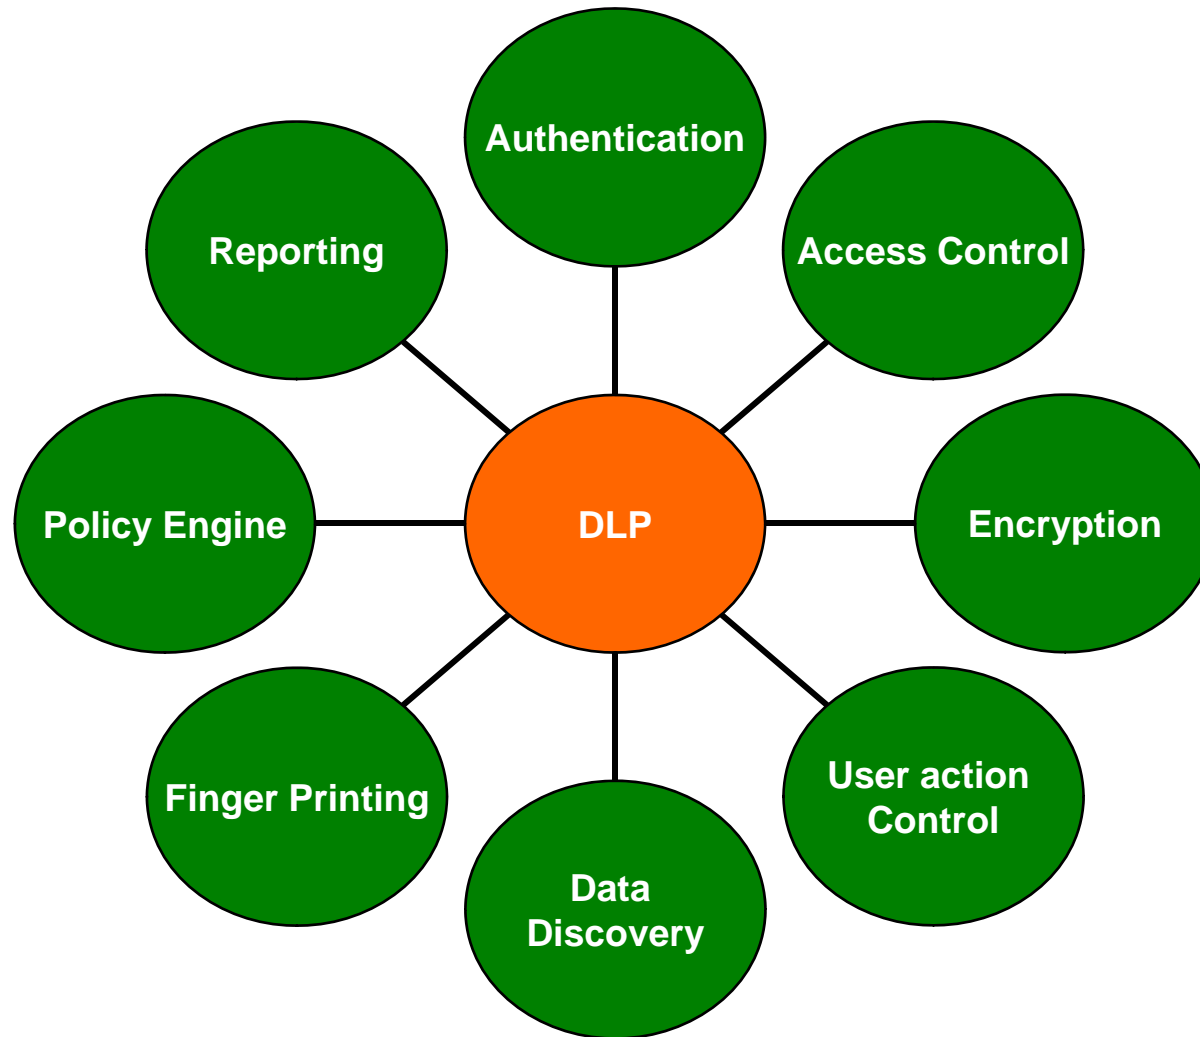 Authentication
Reporting
Access Control
Policy Engine
DLP
Encryption
Finger Printing
User action
Control
Data
Discovery